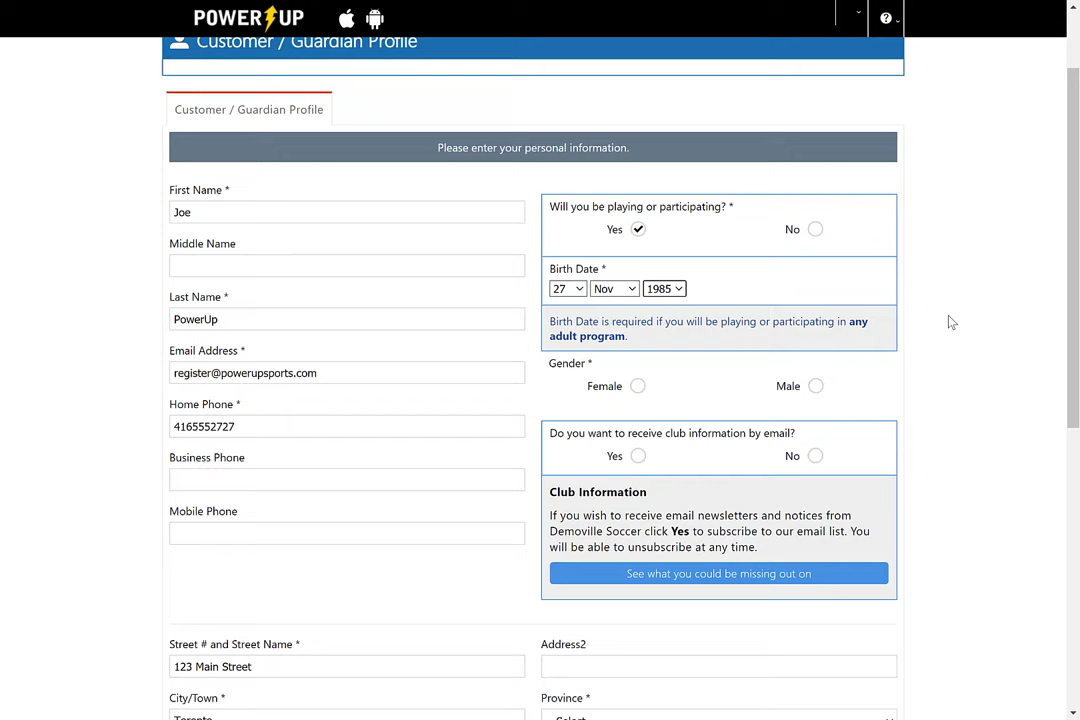 POWER UP
Customer / Guardian Profile
Customer / Guardian Profile
Please enter your personal information.
First Name *
Joe
Middle Name
Last Name *
PowerUp
Email Address *
register@powerupsports.com
Home Phone *
4165552727
Business Phone
Mobile Phone
Will you be playing or participating? *
Yes No
Birth Date *
27 Nov 1985
Birth Date is required if you will be playing or participating in any
adult program.
Gender *
Female Male
Do you want to receive club information by email?
Yes No
Club Information
If you wish to receive email newsletters and notices from
Demoville Soccer click Yes to subscribe to our email list. You
will be able to unsubscribe at any time.
See what you could be missing out on
Street # and Street Name *
123 Main Street
Address2
City/Town *
Toronto
Province *
Select